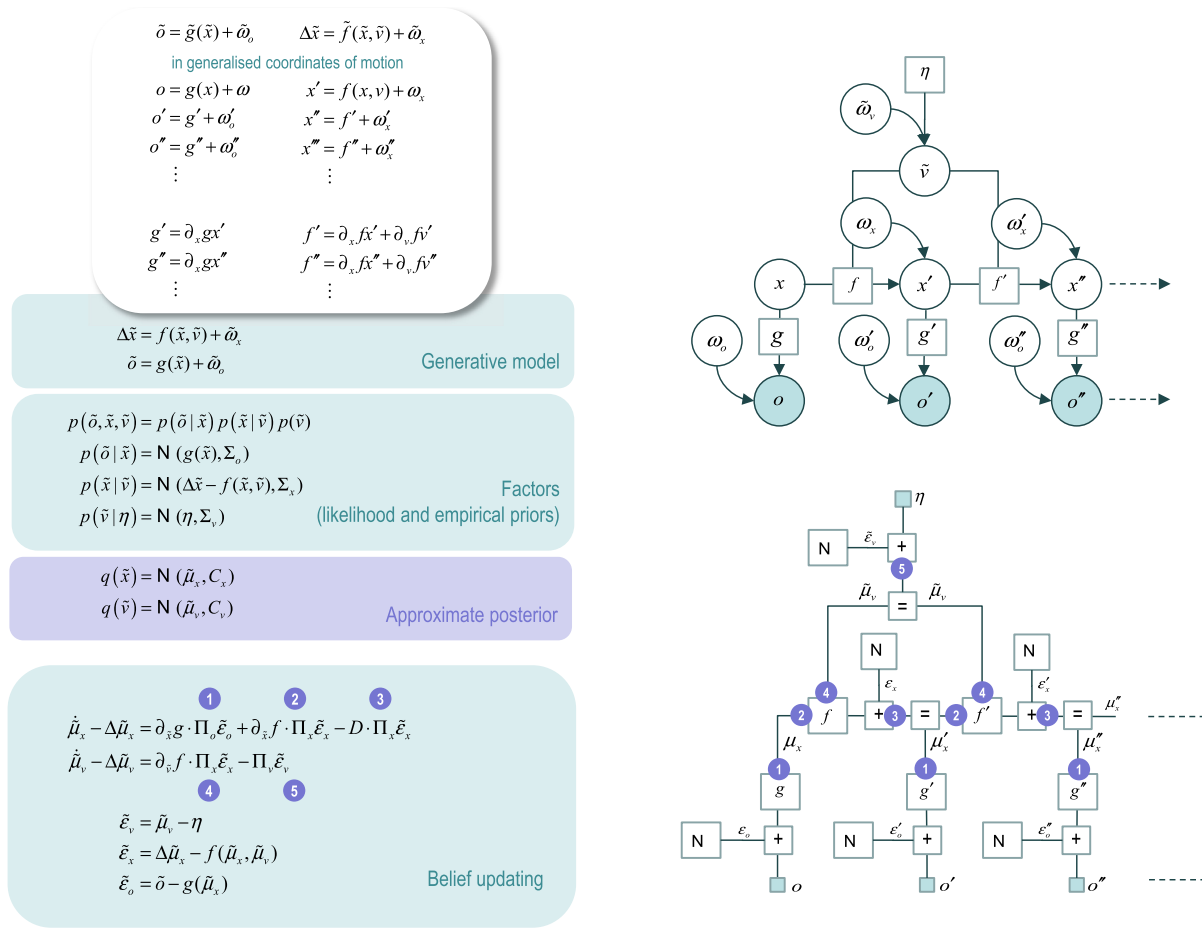 õ = g̃(x̃) + ω̃ₒ    Δx̃ = f̃(x̃,ṽ) + ω̃ₓ
in generalised coordinates of motion
o = g(x) + ω    x′ = f(x,v) + ωₓ
o′ = g′ + ω′ₒ    x″ = f′ + ω′ₓ
o″ = g″ + ω″ₒ    x‴ = f″ + ω″ₓ
⋮    ⋮
g′ = ∂ₓgx′    f′ = ∂ₓfx′ + ∂ᵥfv′
g″ = ∂ₓgx″    f″ = ∂ₓfx″ + ∂ᵥfv″
⋮    ⋮
Δx̃ = f(x̃,ṽ) + ω̃ₓ
õ = g(x̃) + ω̃ₒ
Generative model
p(õ,x̃,ṽ) = p(õ | x̃) p(x̃ | ṽ) p(ṽ)
p(õ | x̃) = N (g(x̃),Σₒ)
p(x̃ | ṽ) = N (Δx̃ − f(x̃,ṽ),Σₓ)
p(ṽ | η) = N (η,Σᵥ)
Factors
(likelihood and empirical priors)
q(x̃) = N (μ̃ₓ,Cₓ)
q(ṽ) = N (μ̃ᵥ,Cᵥ)
Approximate posterior
1 2 3
μ̃̇ₓ − Δμ̃ₓ = ∂_x̃ g · Πₒε̃ₒ + ∂_x̃ f · Πₓε̃ₓ − D · Πₓε̃ₓ
μ̃̇ᵥ − Δμ̃ᵥ = ∂_ṽ f · Πₓε̃ₓ − Πᵥε̃ᵥ
4 5
ε̃ᵥ = μ̃ᵥ − η
ε̃ₓ = Δμ̃ₓ − f(μ̃ₓ,μ̃ᵥ)
ε̃ₒ = õ − g(μ̃ₓ)
Belief updating
η
ω̃ᵥ
ṽ
ωₓ ω′ₓ
x f x′ f′ x″
ωₒ g ω′ₒ g′ ω″ₒ g″
o o′ o″
η
N ε̃ᵥ +
5
μ̃ᵥ = μ̃ᵥ
N N
4 εₓ 4 ε′ₓ
2 f + 3 = 2 f′ + 3 = μ″ₓ
μₓ μ′ₓ μ″ₓ
1 1 1
g g′ g″
N εₒ + N ε′ₒ + N ε″ₒ +
o o′ o″